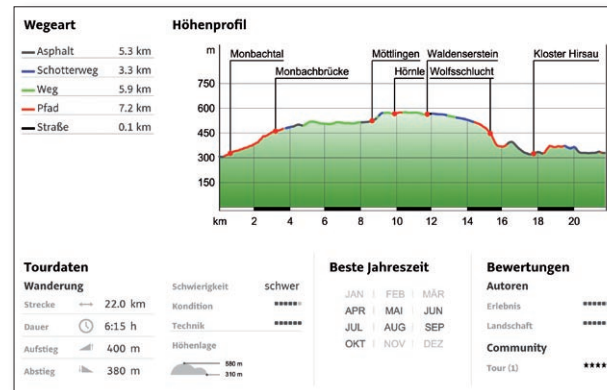 Wegeart
Asphalt 5.3 km
Schotterweg 3.3 km
Weg 5.9 km
Pfad 7.2 km
Straße 0.1 km
Höhenprofil
m
Monbachtal
Möttlingen
Waldenserstein
Kloster Hirsau
Monbachbrücke
Hörnle
Wolfsschlucht
750
600
450
300
150
km 2 4 6 8 10 12 14 16 18 20
Tourdaten
Wanderung
Strecke 22.0 km
Dauer 6:15 h
Aufstieg 400 m
Abstieg 380 m
Schwierigkeit schwer
Kondition
Technik
Höhenlage
580 m
310 m
Beste Jahreszeit
JAN | FEB | MÄR
APR | MAI | JUN
JUL | AUG | SEP
OKT | NOV | DEZ
Bewertungen
Autoren
Erlebnis
Landschaft
Community
Tour (1)